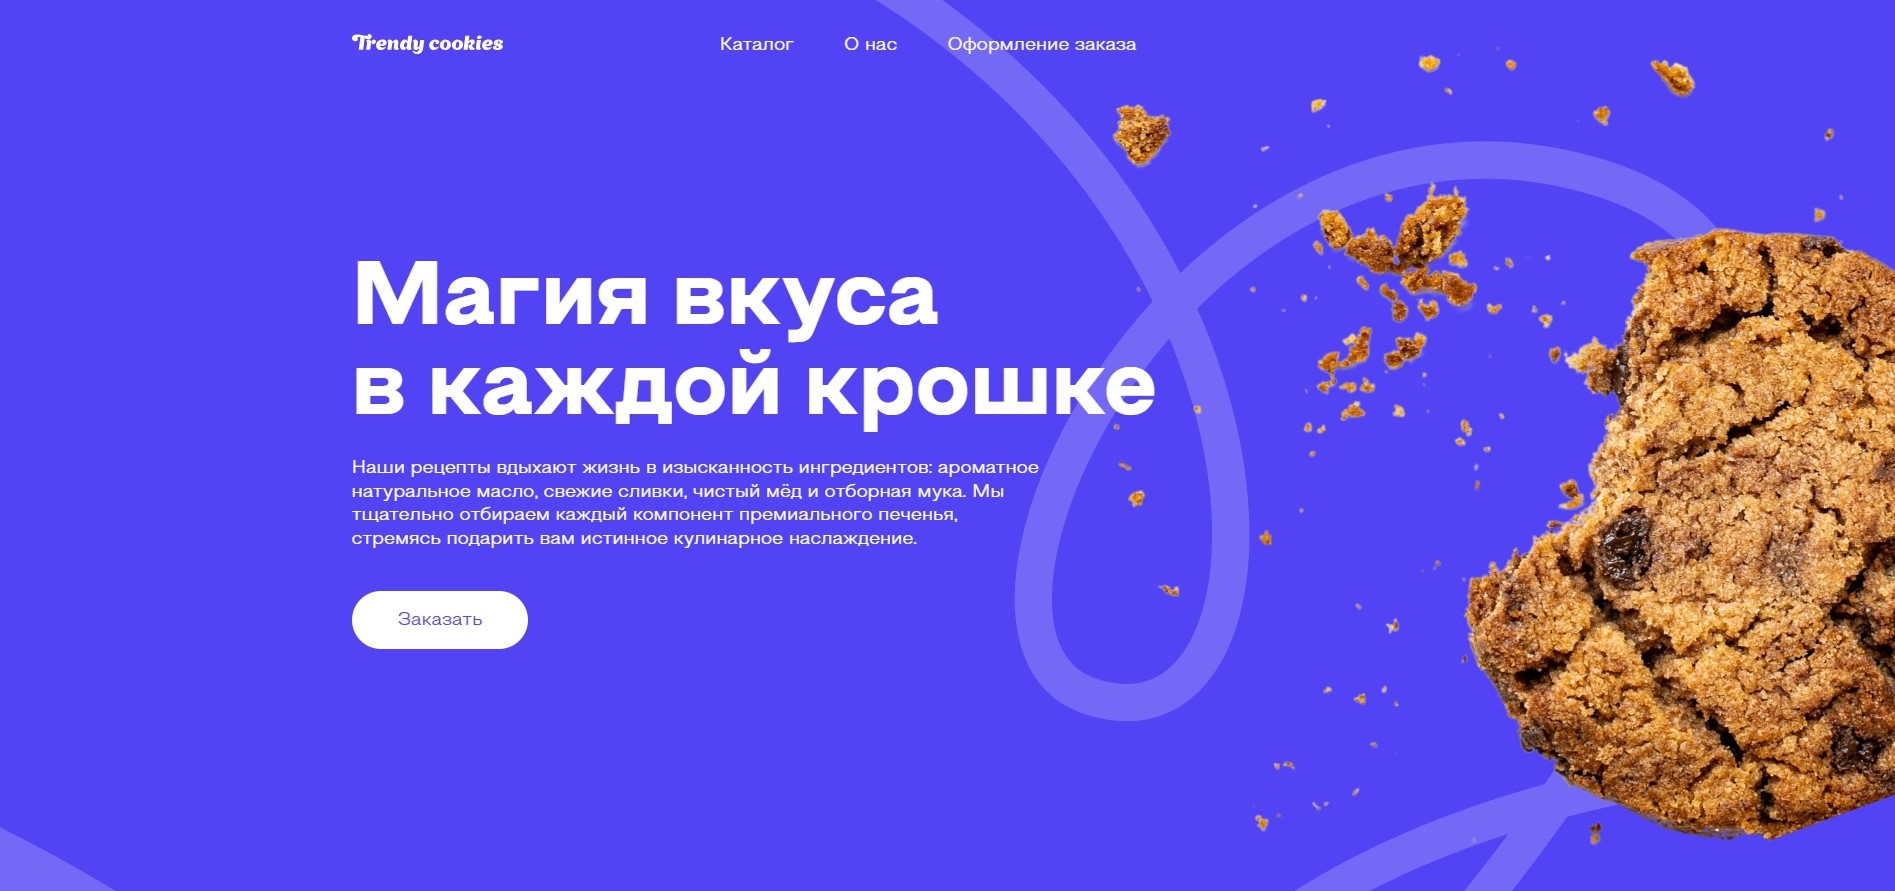 Trendy cookies
Каталог
О нас
Оформление заказа
Магия вкуса
в каждой крошке
Наши рецепты вдыхают жизнь в изысканность ингредиентов: ароматное
натуральное масло, свежие сливки, чистый мёд и отборная мука. Мы
тщательно отбираем каждый компонент премиального печенья,
стремясь подарить вам истинное кулинарное наслаждение.
Заказать